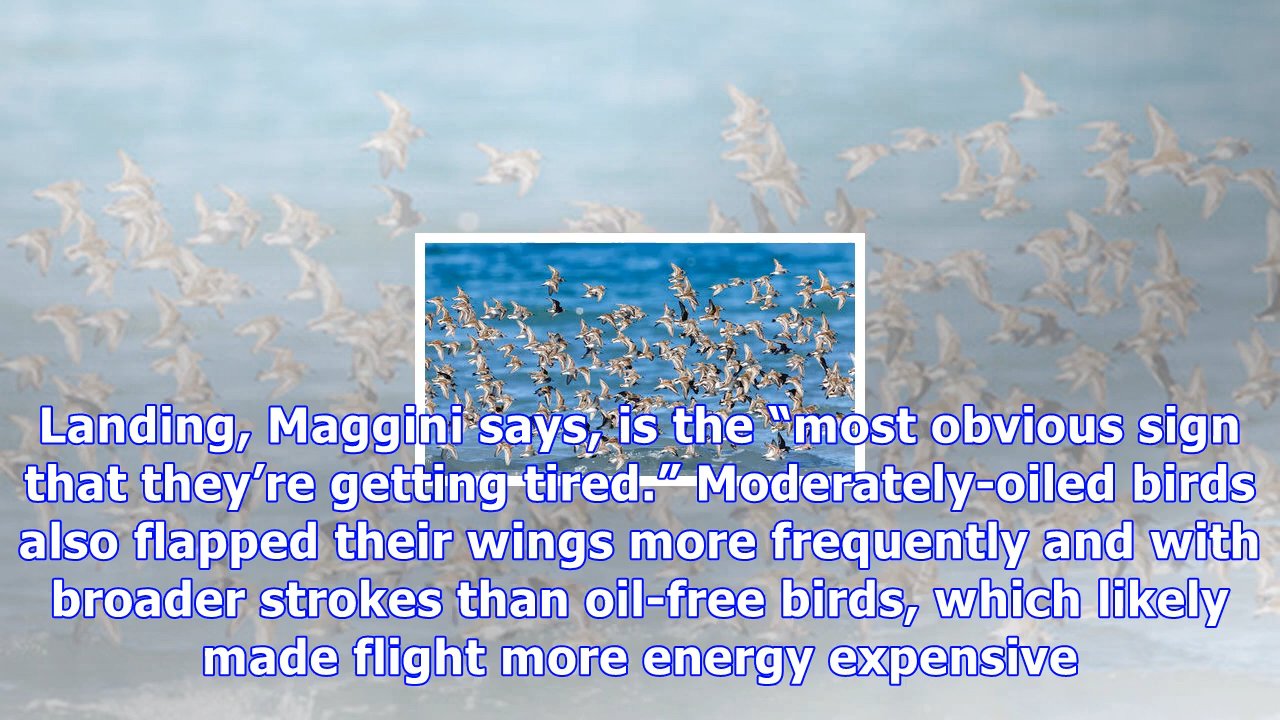 Landing, Maggini says, is the “most obvious sign
that they’re getting tired.” Moderately-oiled birds
also flapped their wings more frequently and with
broader strokes than oil-free birds, which likely
made flight more energy expensive